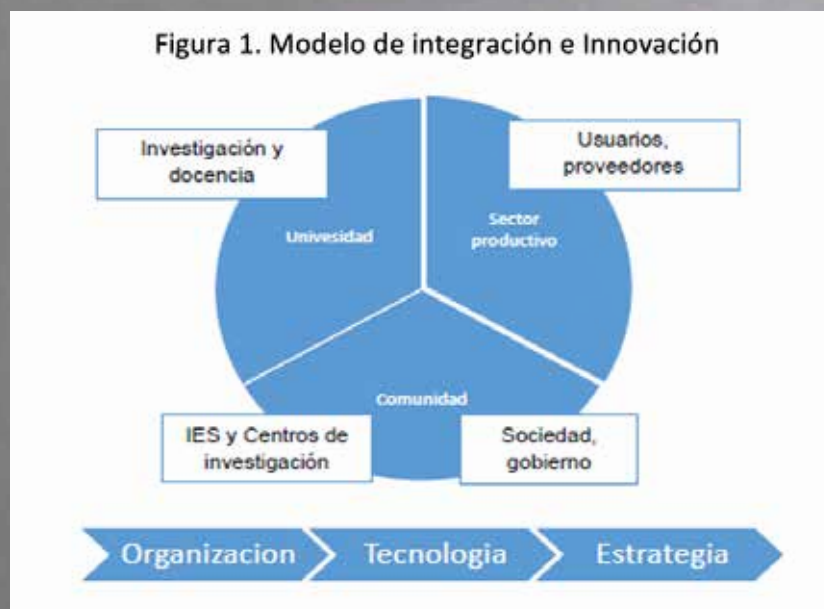 Figura 1. Modelo de integración e Innovación
Investigación y
docencia
Usuarios,
proveedores
Univesidad
Sector
productivo
Comunidad
IES y Centros de
investigación
Sociedad,
gobierno
Organizacion
Tecnologia
Estrategia